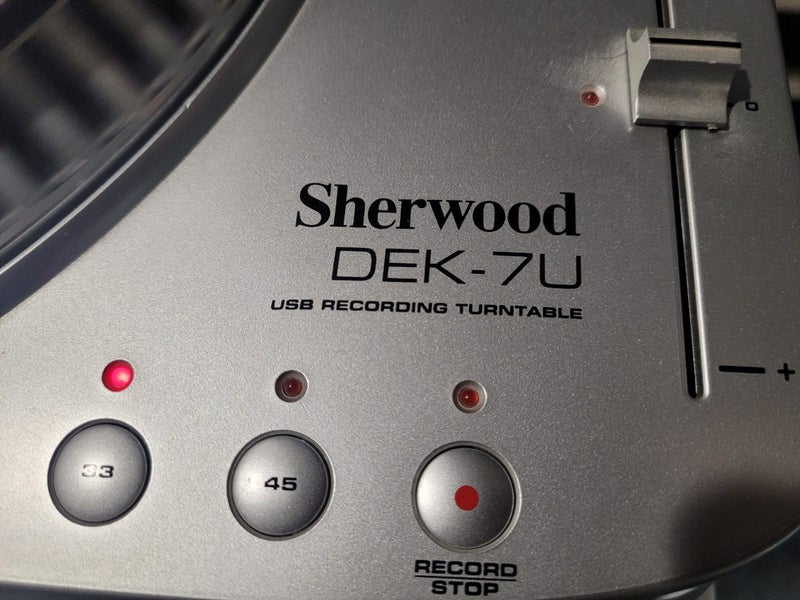 0
Sherwood
DEK-7U
USB RECORDING TURNTABLE
+
33
45
RECORD
STOP